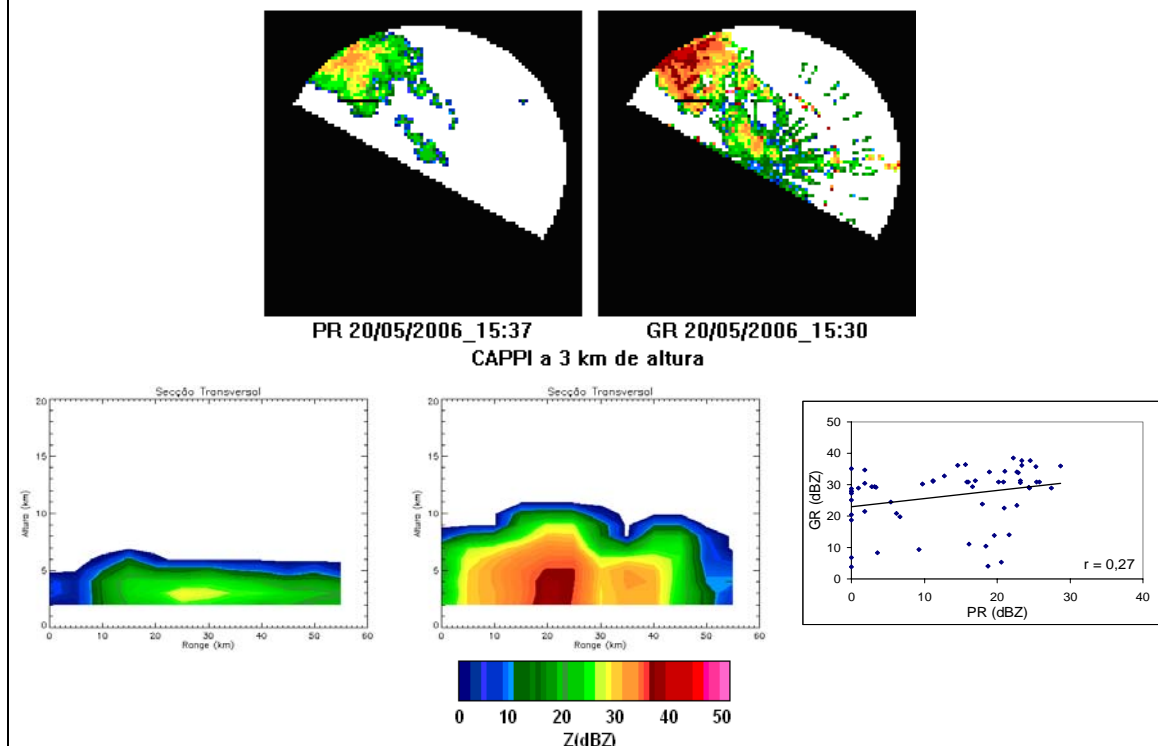 PR 20/05/2006_15:37 GR 20/05/2006_15:30
CAPPI a 3 km de altura
Secção Transversal
Altura (km)
20
15
10
5
0
0 10 20 30 40 50 60
Range (km)
Secção Transversal
Altura (km)
20
15
10
5
0
0 10 20 30 40 50 60
Range (km)
GR (dBZ)
50
40
30
20
10
0
r = 0,27
0 10 20 30 40
PR (dBZ)
0 10 20 30 40 50
Z(dBZ)